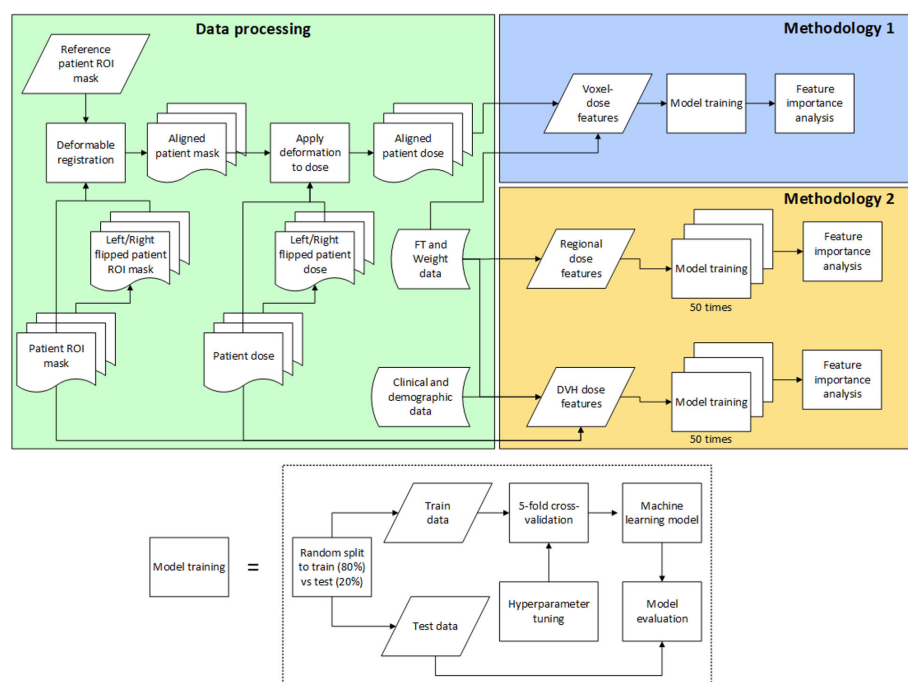 Data processing
Reference
patient ROI
mask
Deformable
registration
Aligned
patient mask
Apply
deformation
to dose
Aligned
patient dose
Left/Right
flipped patient
ROI mask
Left/Right
flipped patient
dose
FT and
Weight
data
Patient ROI
mask
Patient dose
Clinical and
demographic
data
Methodology 1
Voxel-
dose
features
Model
training
Feature
importance
analysis
Methodology 2
Regional
dose
features
Model training
50 times
Feature
importance
analysis
DVH dose
features
Model training
50 times
Feature
importance
analysis
Model training
=
Random split
to train (80%)
vs test (20%)
Train
data
5-fold cross-
validation
Machine
learning model
Test data
Hyperparameter
tuning
Model
evaluation